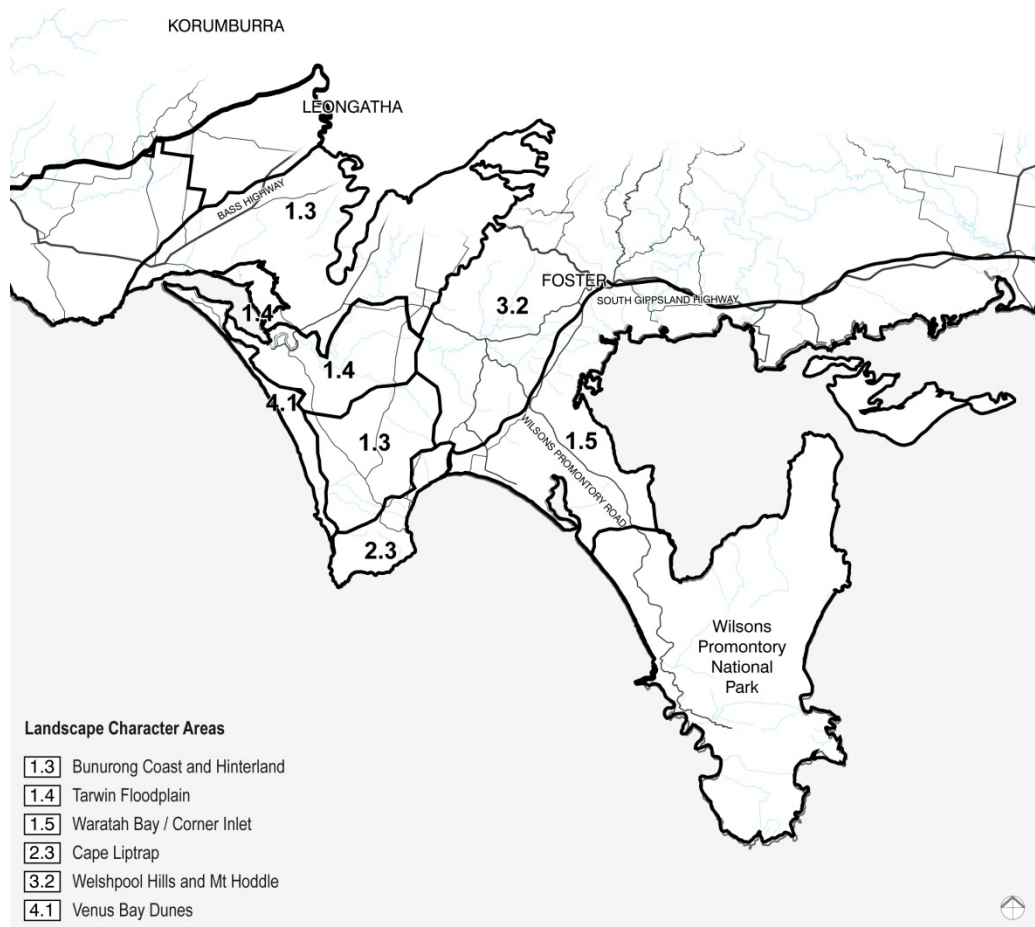 KORUMBURRA
LEONGATHA
BASS HIGHWAY
1.3
FOSTER
SOUTH GIPPSLAND HIGHWAY
3.2
1.4
1.4
4.1
1.3
1.5
WILSONS PROMONTORY ROAD
2.3
Wilsons
Promontory
National
Park
Landscape Character Areas
1.3 Bunurong Coast and Hinterland
1.4 Tarwin Floodplain
1.5 Waratah Bay / Corner Inlet
2.3 Cape Liptrap
3.2 Welshpool Hills and Mt Hoddle
4.1 Venus Bay Dunes